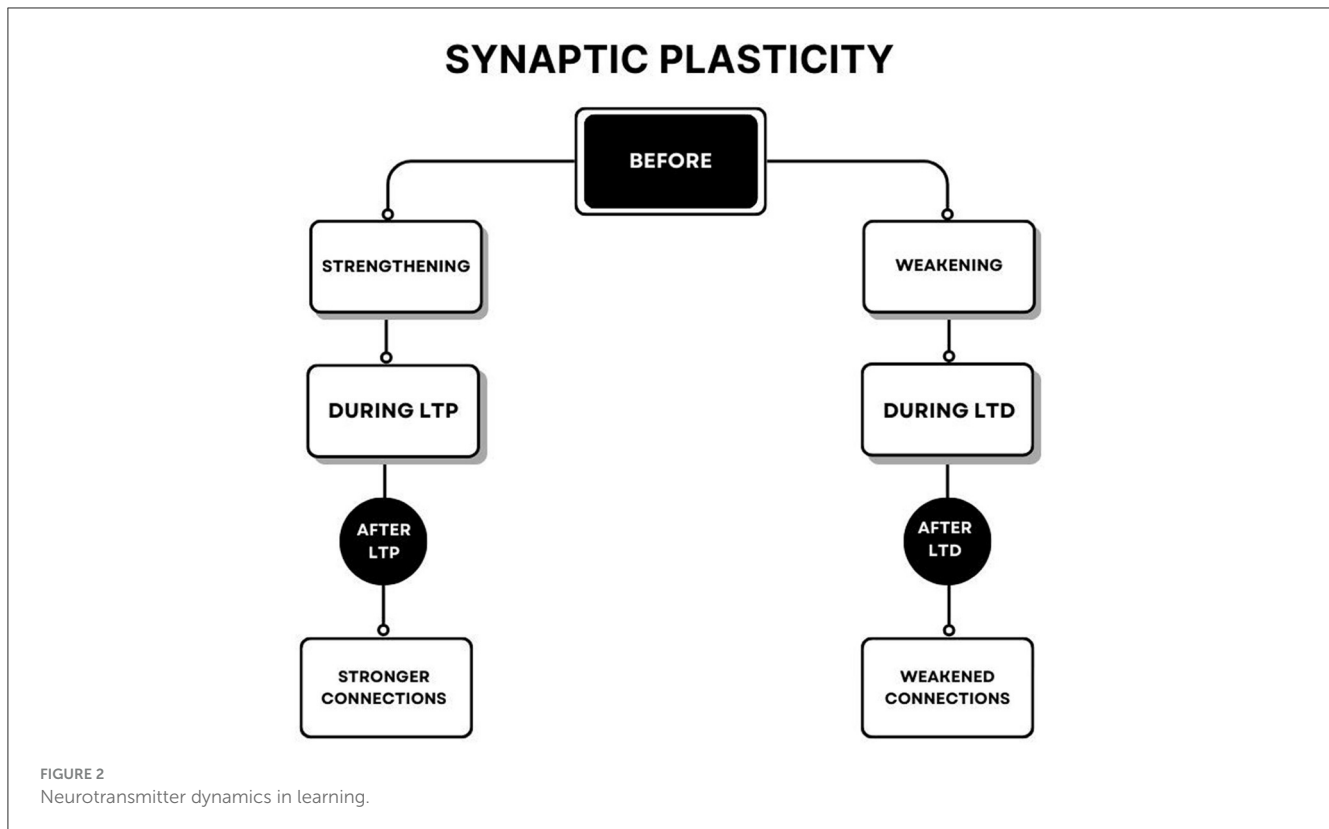 SYNAPTIC PLASTICITY
BEFORE
STRENGTHENING
WEAKENING
DURING LTP
DURING LTD
AFTER
LTP
AFTER
LTD
STRONGER
CONNECTIONS
WEAKENED
CONNECTIONS
FIGURE 2
Neurotransmitter dynamics in learning.